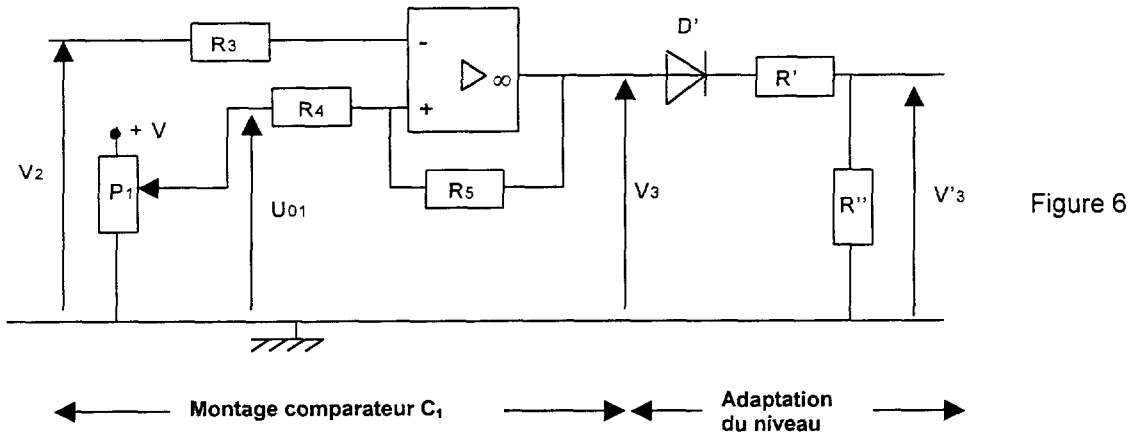 D'
R3
-
∞
R'
R4
+
+ V
V2
P1
R5
V3
R''
V'3
U01
Figure 6
Montage comparateur C1
Adaptation
du niveau